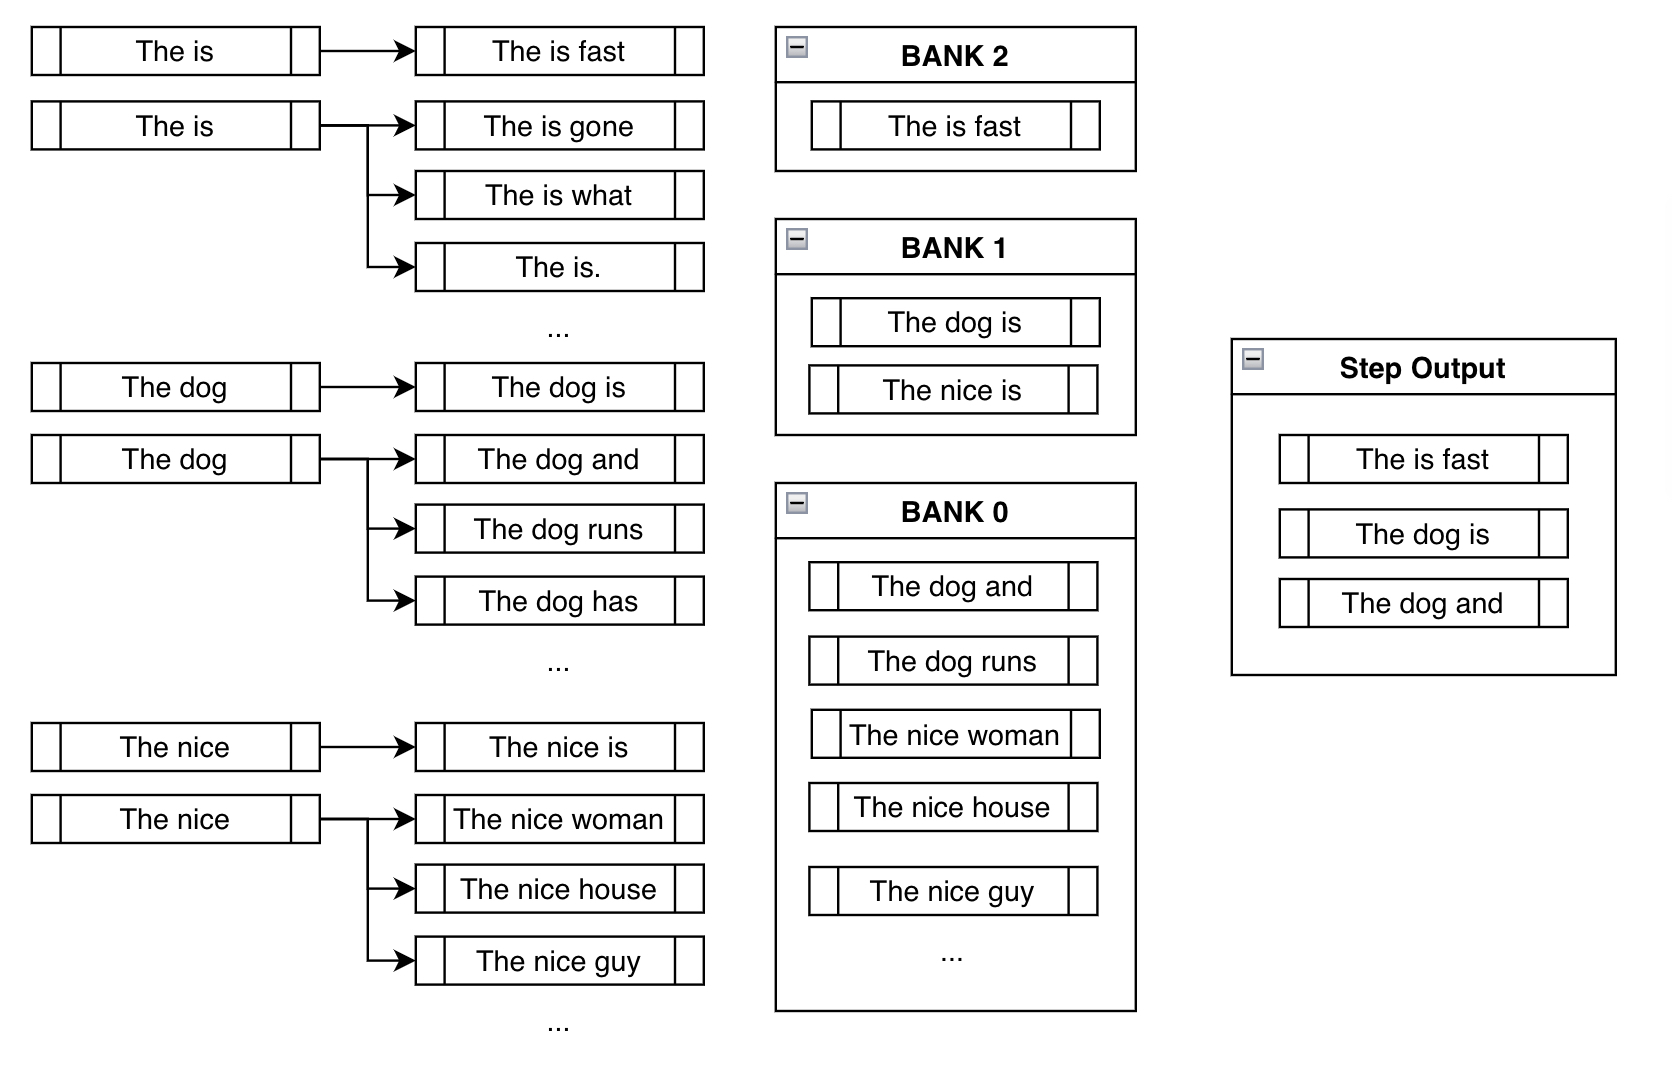 The is
The is fast
The is
The is gone
The is what
The is.
...
The dog
The dog is
The dog
The dog and
The dog runs
The dog has
...
The nice
The nice is
The nice
The nice woman
The nice house
The nice guy
...
BANK 2
The is fast
BANK 1
The dog is
The nice is
BANK 0
The dog and
The dog runs
The nice woman
The nice house
The nice guy
...
Step Output
The is fast
The dog is
The dog and